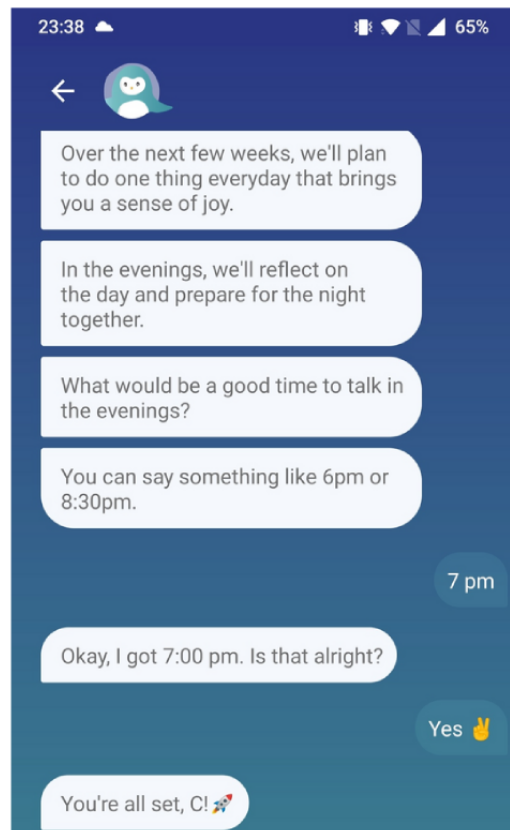 23:38 65%
Over the next few weeks, we'll plan
to do one thing everyday that brings
you a sense of joy.
In the evenings, we'll reflect on
the day and prepare for the night
together.
What would be a good time to talk in
the evenings?
You can say something like 6pm or
8:30pm.
7 pm
Okay, I got 7:00 pm. Is that alright?
Yes ✌️
You're all set, C!🚀